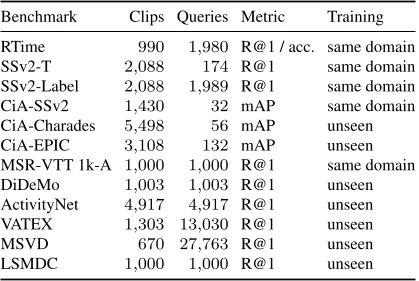 Benchmark Clips Queries Metric Training
RTime 990 1,980 R@1 / acc. same domain
SSv2-T 2,088 174 R@1 same domain
SSv2-Label 2,088 1,989 R@1 same domain
CiA-SSv2 1,430 32 mAP same domain
CiA-Charades 5,498 56 mAP unseen
CiA-EPIC 3,108 132 mAP unseen
MSR-VTT 1k-A 1,000 1,000 R@1 same domain
DiDeMo 1,003 1,003 R@1 unseen
ActivityNet 4,917 4,917 R@1 unseen
VATEX 1,303 13,030 R@1 unseen
MSVD 670 27,763 R@1 unseen
LSMDC 1,000 1,000 R@1 unseen